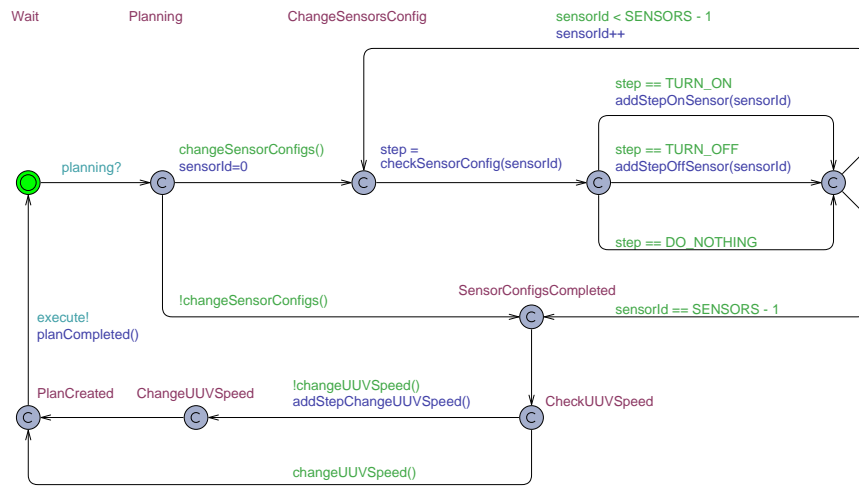 Wait
Planning
ChangeSensorsConfig
sensorId < SENSORS - 1
sensorId++
step == TURN_ON
addStepOnSensor(sensorId)
changeSensorConfigs()
sensorId=0
step =
checkSensorConfig(sensorId)
step == TURN_OFF
addStepOffSensor(sensorId)
planning?
C
C
C
C
step == DO_NOTHING
!changeSensorConfigs()
SensorConfigsCompleted
C
sensorId == SENSORS - 1
execute!
planCompleted()
PlanCreated
ChangeUUVSpeed
!changeUUVSpeed()
addStepChangeUUVSpeed()
CheckUUVSpeed
C
C
C
changeUUVSpeed()